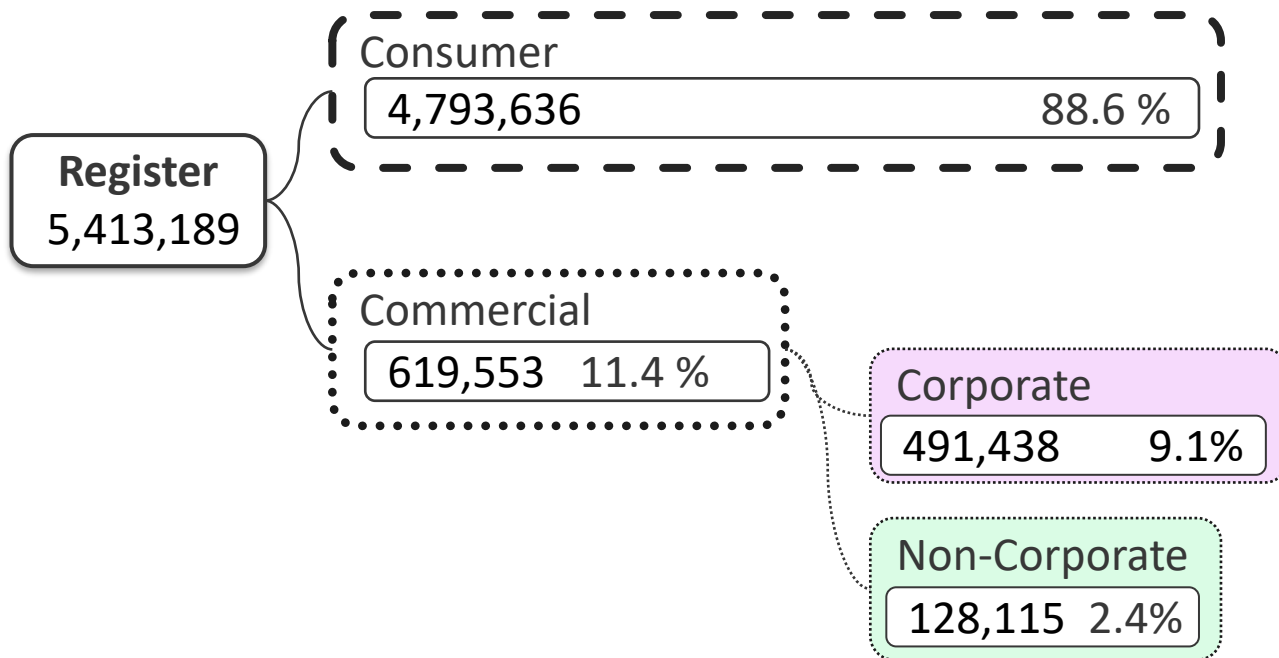 Register
5,413,189
Consumer
4,793,636 88.6 %
Commercial
619,553 11.4 %
Corporate
491,438 9.1%
Non-Corporate
128,115 2.4%